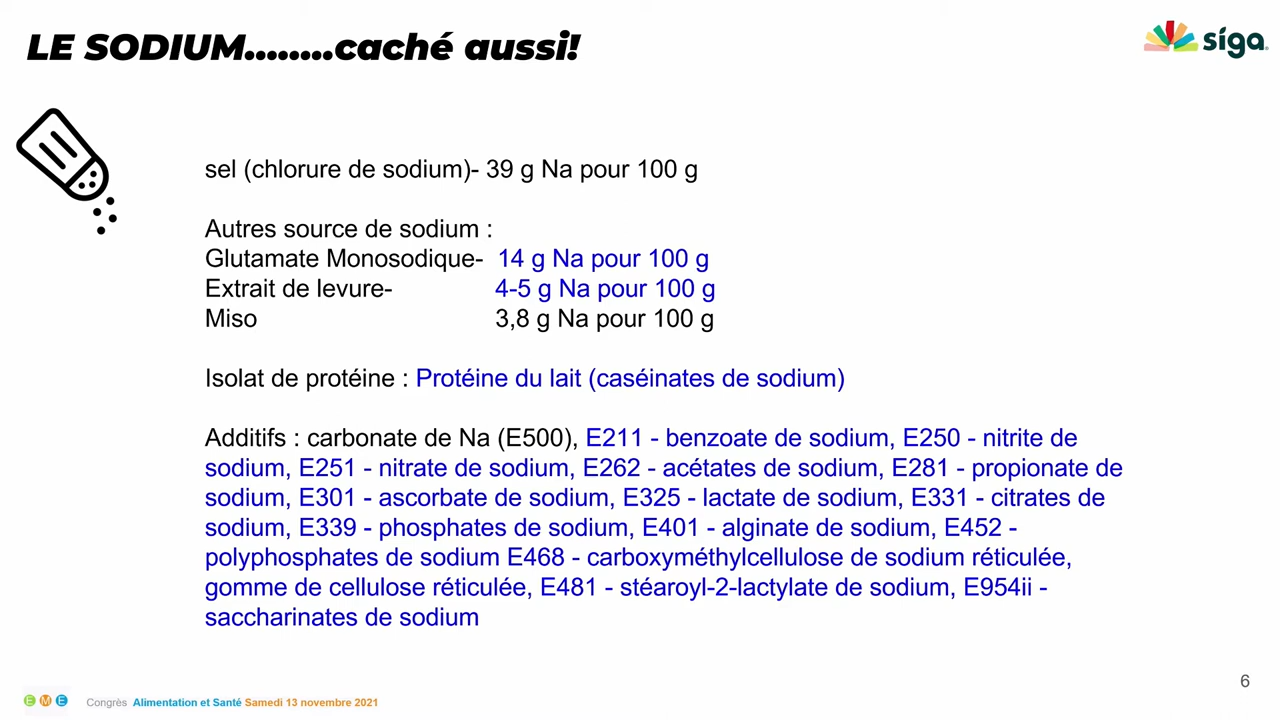 LE SODIUM........caché aussi!
síga
sel (chlorure de sodium)- 39 g Na pour 100 g
Autres source de sodium :
Glutamate Monosodique- 14 g Na pour 100 g
Extrait de levure- 4-5 g Na pour 100 g
Miso 3,8 g Na pour 100 g
Isolat de protéine : Protéine du lait (caséinates de sodium)
Additifs : carbonate de Na (E500), E211 - benzoate de sodium, E250 - nitrite de
sodium, E251 - nitrate de sodium, E262 - acétates de sodium, E281 - propionate de
sodium, E301 - ascorbate de sodium, E325 - lactate de sodium, E331 - citrates de
sodium, E339 - phosphates de sodium, E401 - alginate de sodium, E452 -
polyphosphates de sodium E468 - carboxyméthylcellulose de sodium réticulée,
gomme de cellulose réticulée, E481 - stéaroyl-2-lactylate de sodium, E954ii -
saccharinates de sodium
6
E M E Congrès Alimentation et Santé Samedi 13 novembre 2021